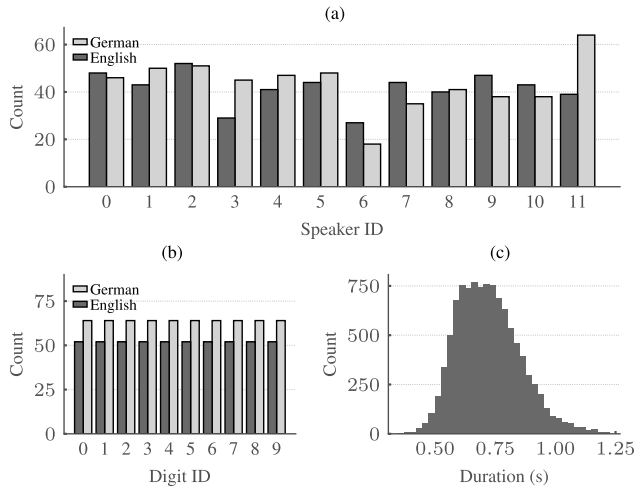 (a)
60
40
20
0
Count
German
English
0 1 2 3 4 5 6 7 8 9 10 11
Speaker ID
(b)
75
50
25
0
Count
German
English
0 1 2 3 4 5 6 7 8 9
Digit ID
(c)
750
500
250
0
Count
0.50 0.75 1.00 1.25
Duration (s)